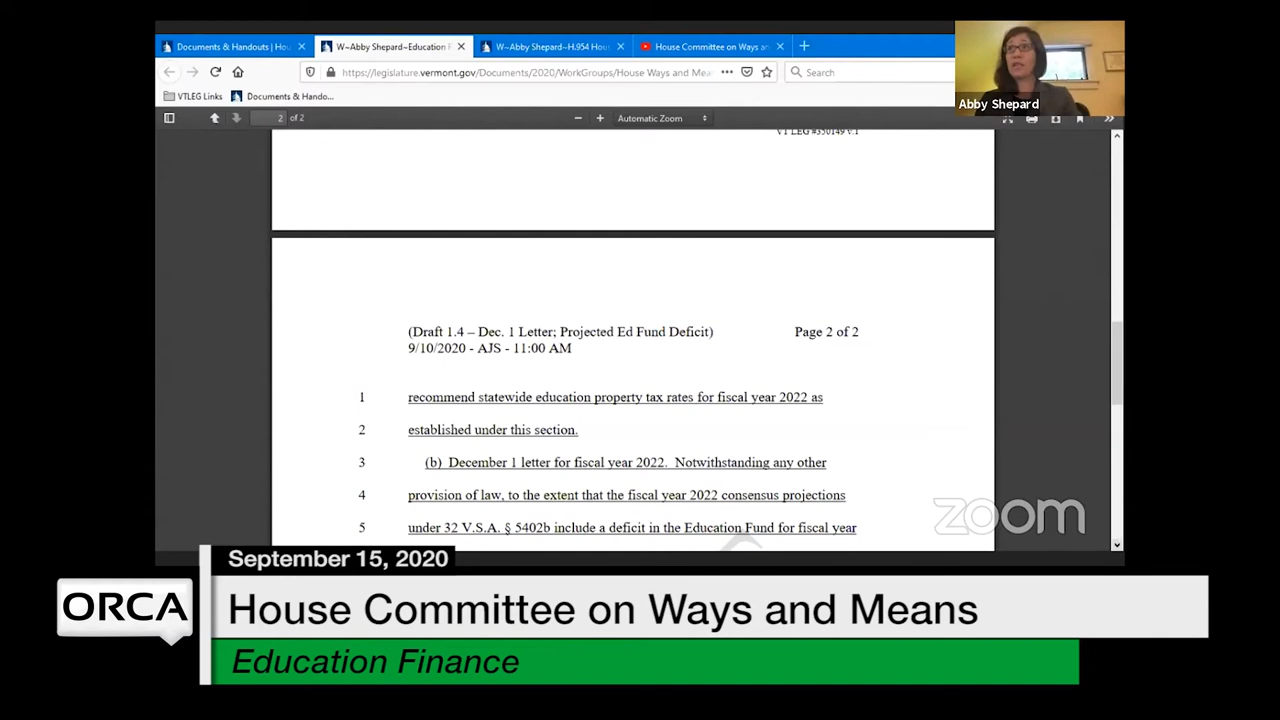 Documents & Handouts | Hou
W~Abby Shepard~Education F
W~Abby Shepard~H.954 Hous
House Committee on Ways an
https://legislature.vermont.gov/Documents/2020/WorkGroups/House Ways and Mea
Search
VTLEG Links
Documents & Hando...
Abby Shepard
2 of 2
Automatic Zoom
VT LEG #350149 v.1
(Draft 1.4 – Dec. 1 Letter; Projected Ed Fund Deficit) Page 2 of 2
9/10/2020 - AJS - 11:00 AM
1 recommend statewide education property tax rates for fiscal year 2022 as
2 established under this section.
3 (b) December 1 letter for fiscal year 2022. Notwithstanding any other
4 provision of law, to the extent that the fiscal year 2022 consensus projections
5 under 32 V.S.A. § 5402b include a deficit in the Education Fund for fiscal year
zoom
September 15, 2020
ORCA
House Committee on Ways and Means
Education Finance